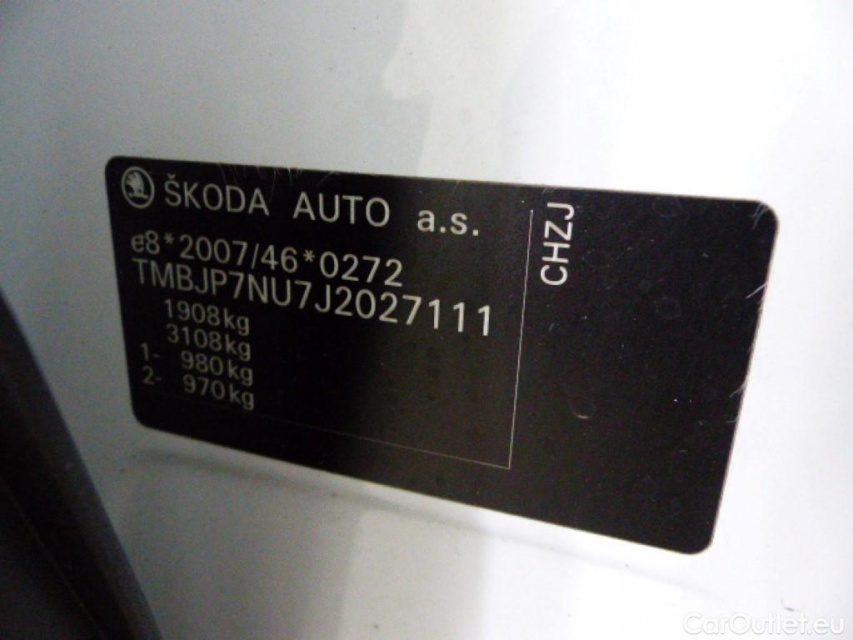 ŠKODA AUTO a.s.
e8*2007/46*0272
TMBJP7NU7J2027111
1908kg
3108kg
1- 980kg
2- 970kg
CHZJ
CarOutlet.eu